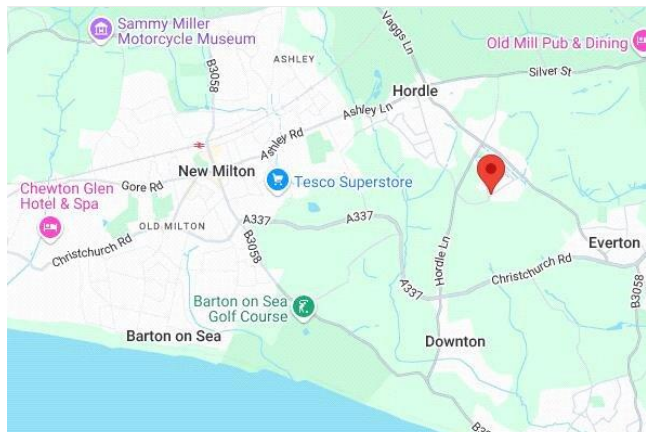 Sammy Miller
Motorcycle Museum
B3058
ASHLEY
Vaggs Ln
Old Mill Pub & Dining
Silver St
Hordle
Ashley Ln
Ashley Rd
New Milton
Tesco Superstore
Chewton Glen
Hotel & Spa
Gore Rd
OLD MILTON
A337
A337
Christchurch Rd
B3058
Hordle Ln
Everton
Christchurch Rd
A337
B3058
Barton on Sea
Golf Course
Barton on Sea
Downton